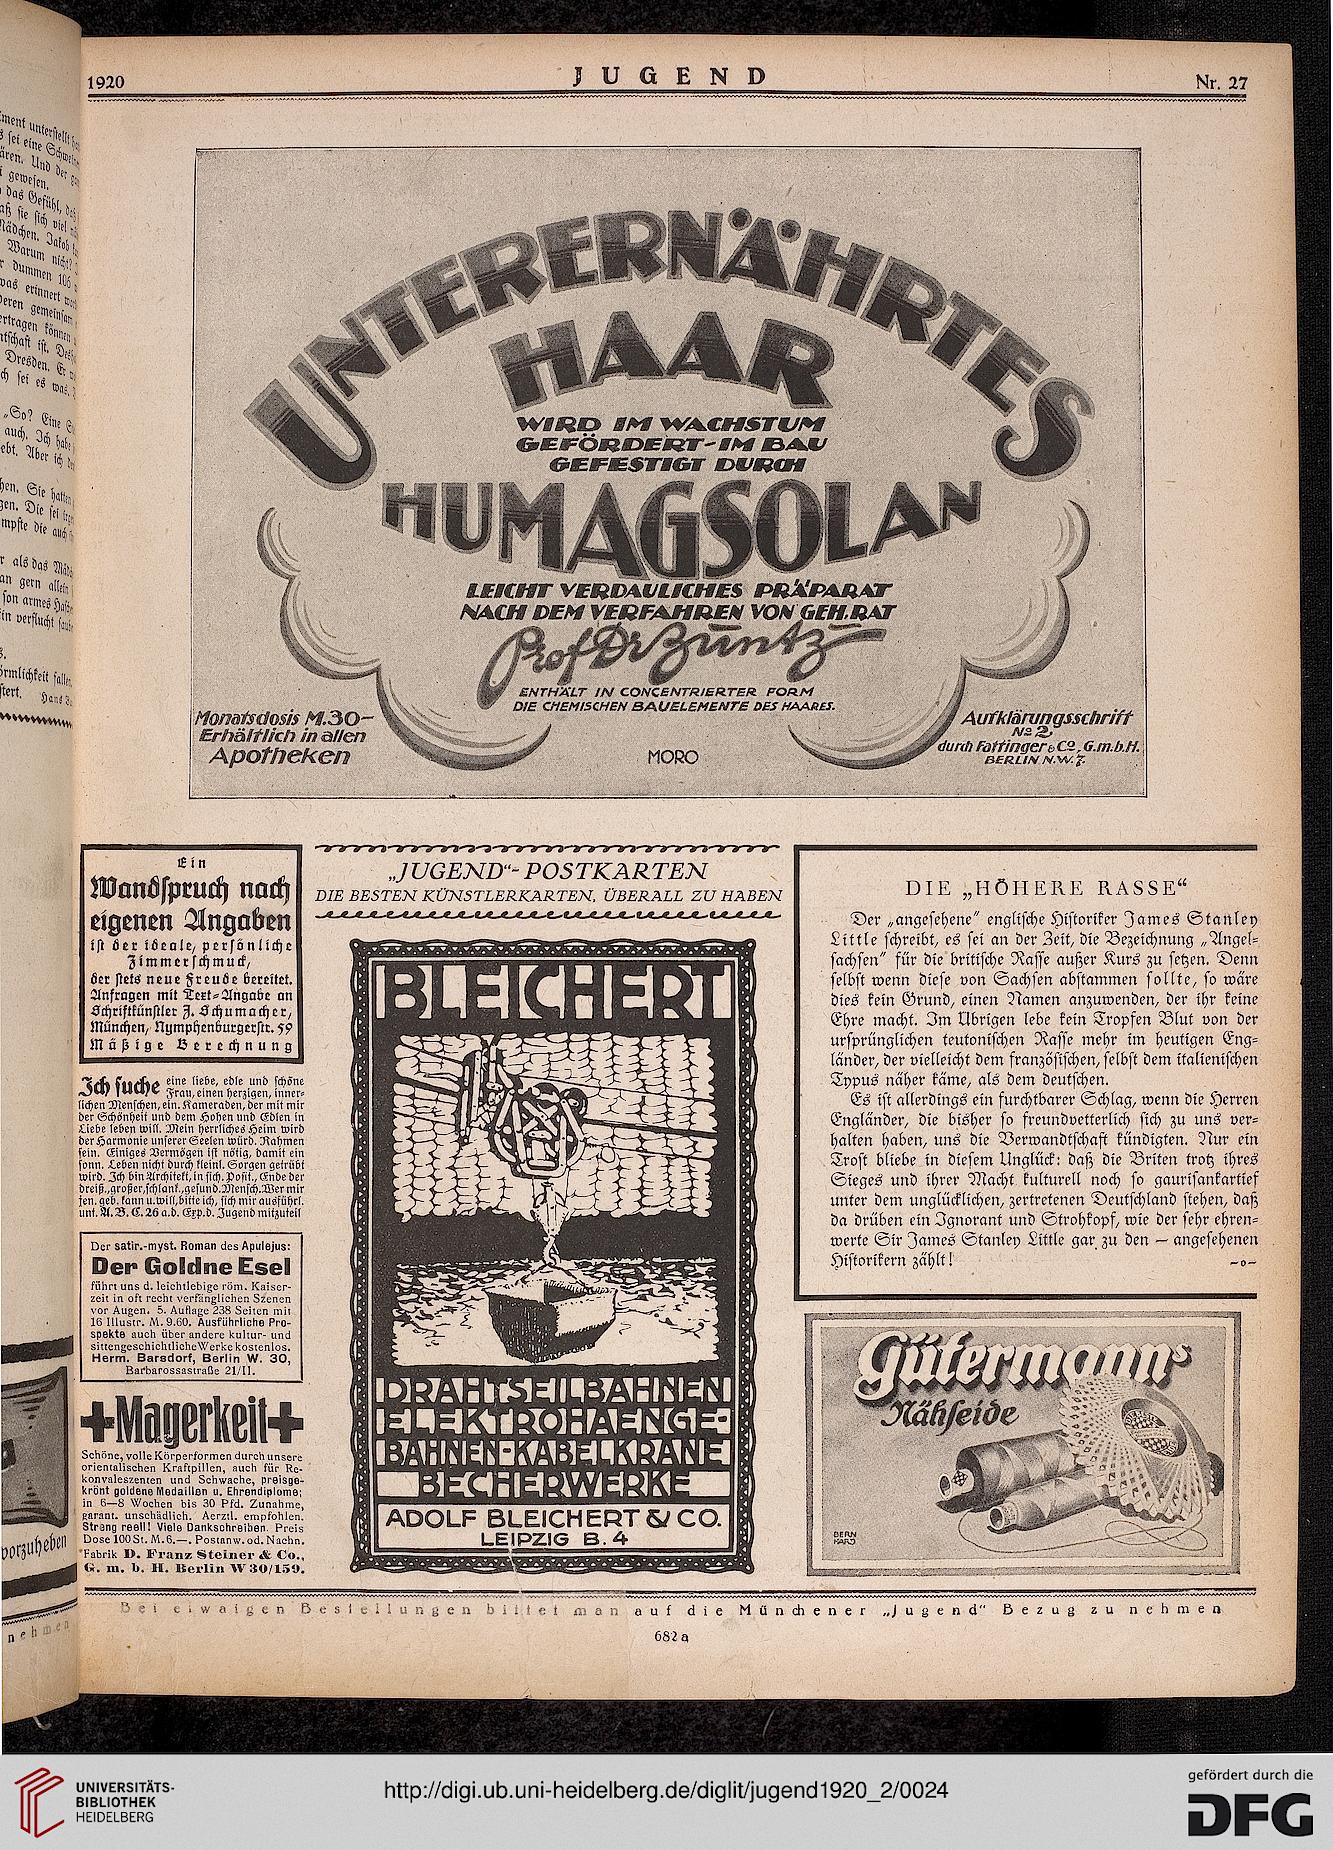 1920
JUGEND
Nr. 27
UNTERERNÄHRTES
HAAR
WIRD IM WACHSTUM
GEFÖRDERT-IM BAU
GEFESTIGT DURCH
HUMAGSOLAN
LEICHT VERDAULICHES PRÄPARAT
NACH DEM VERFAHREN VON GEH.RAT
Prof Dr Zuntz
ENTHÄLT IN CONCENTRIERTER FORM
DIE CHEMISCHEN BAUELEMENTE DES HAARES.
Monatsdosis M.30-
Erhältlich in allen
Apotheken
MORO
Aufklärungsschrift
No 2,
durch Fattinger & Co, G.m.b.H.
BERLIN N.W.7.
Ein
Wandspruch nach
eigenen Angaben
ist der ideale, persönliche
Zimmerschmuck,
der stets neue Freude bereitet.
Anfragen mit Text-Angabe an
Schriftkünstler J. Schumacher,
München, Nymphenburgerstr. 59
Mäßige Berechnung
Ich suche eine liebe, edle und schöne
Frau, einen herzigen, inner-
lichen Menschen, ein. Kameraden, der mit mir
der Schönheit und dem Hohen und Edlen in
Liebe leben will. Mein herrliches Heim wird
der Harmonie unserer Seelen würd. Rahmen
sein. Einiges Vermögen ist nötig, damit ein
sonn. Leben nicht durch kleinl. Sorgen getrübt
wird. Ich bin Architekt, in sich. Posit., Ende der
dreiß., großer, schlank., gesund. Mensch. Wer mir
jen. geb. kann u. will, bitte ich, sich mir ausführl.
unt. A. B. C. 26 a. d. Exp. d. Jugend mitzuteil
Der satir.-myst. Roman des Apulejus:
Der Goldne Esel
führt uns d. leichtlebige röm. Kaiser-
zeit in oft recht verfänglichen Szenen
vor Augen. 5. Auflage 238 Seiten mit
16 Illustr. M. 9.60. Ausführliche Pro-
spekte auch über andere kultur- und
sittengeschichtliche Werke kostenlos.
Herm. Barsdorf, Berlin W. 30,
Barbarossastraße 21/II.
+Magerkeit+
Schöne, volle Körperformen durch unsere
orientalischen Kraftpillen, auch für Re-
konvaleszenten und Schwache, preisge-
krönt goldene Medaillen u. Ehrendiplome;
in 6—8 Wochen bis 30 Pfd. Zunahme,
garant. unschädlich. Aerztl. empfohlen.
Streng reell! Viele Dankschreiben. Preis
Dose 100 St. M. 6.—. Postanw. od. Nachn.
Fabrik D. Franz Steiner & Co.,
G. m. b. H. Berlin W 30/159.
„JUGEND"-POSTKARTEN
DIE BESTEN KÜNSTLERKARTEN, ÜBERALL ZU HABEN
BLEICHERT
DRAHTSEILBAHNEN
ELEKTROHAENGE-
BAHNEN-KABELKRANE
BECHERWERKE
ADOLF BLEICHERT & CO.
LEIPZIG B. 4
DIE „HÖHERE RASSE“
Der „angesehene“ englische Historiker James Stanley
Little schreibt, es sei an der Zeit, die Bezeichnung „Angel-
sachsen“ für die britische Rasse außer Kurs zu setzen. Denn
selbst wenn diese von Sachsen abstammen sollte, so wäre
dies kein Grund, einen Namen anzuwenden, der ihr keine
Ehre macht. Im Übrigen lebe kein Tropfen Blut von der
ursprünglichen teutonischen Rasse mehr im heutigen Eng-
länder, der vielleicht dem französischen, selbst dem italienischen
Typus näher käme, als dem deutschen.
Es ist allerdings ein furchtbarer Schlag, wenn die Herren
Engländer, die bisher so freundvetterlich sich zu uns ver-
halten haben, uns die Verwandtschaft kündigten. Nur ein
Trost bliebe in diesem Unglück: daß die Briten trotz ihres
Sieges und ihrer Macht kulturell noch so gaurisankartief
unter dem unglücklichen, zertretenen Deutschland stehen, daß
da drüben ein Ignorant und Strohkopf, wie der sehr ehren-
werte Sir James Stanley Little gar zu den — angesehenen
Historikern zählt!
-o-
Gütermann's
Nähseide
BERN
HARD
Bei etwaigen Bestellungen bittet man auf die Münchener „Jugend“ Bezug zu nehmen
682 a
vorzuheben
nehmen
UNIVERSITÄTS-
BIBLIOTHEK
HEIDELBERG
http://digi.ub.uni-heidelberg.de/diglit/jugend1920_2/0024
gefördert durch die
DFG